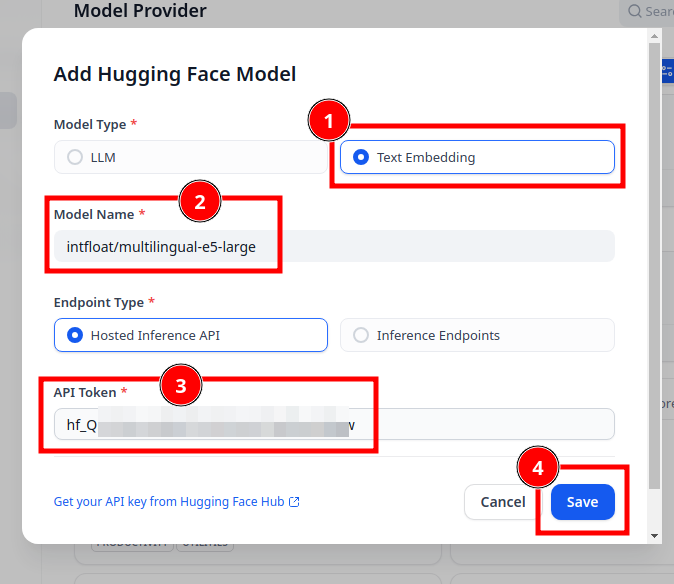 Model Provider
Add Hugging Face Model
1
Model Type *
LLM
Text Embedding
2
Model Name *
intfloat/multilingual-e5-large
Endpoint Type *
Hosted Inference API
Inference Endpoints
3
API Token *
hf_Q
4
Get your API key from Hugging Face Hub
Cancel
Save